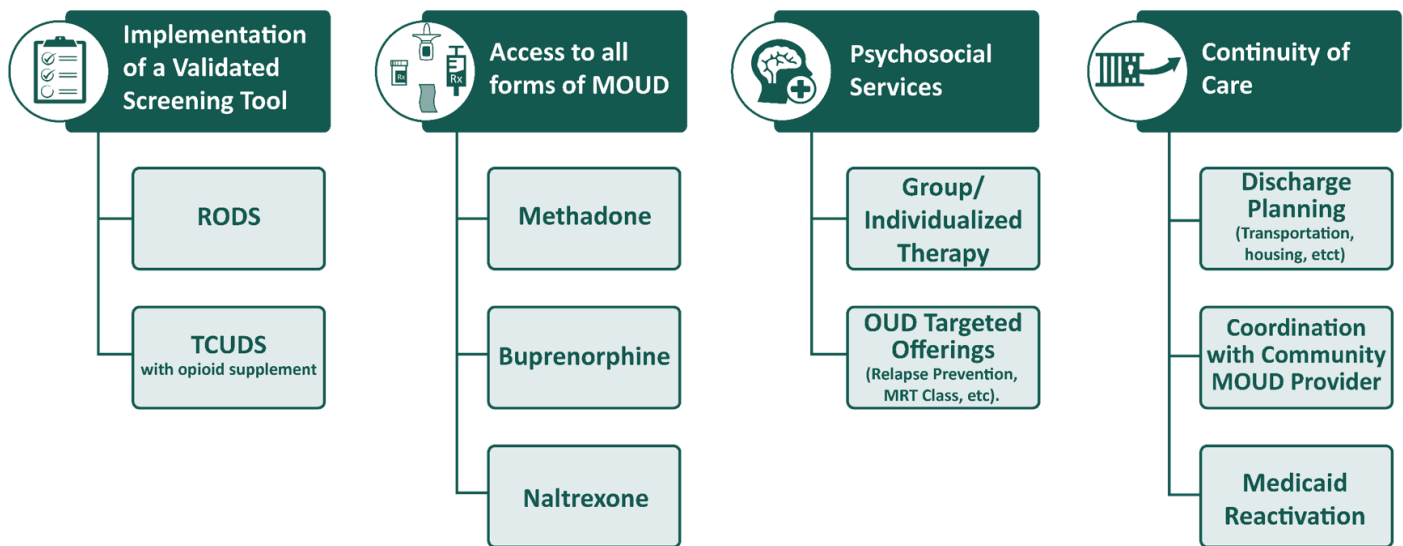 Implementation
of a Validated
Screening Tool
RODS
TCUDS
with opioid supplement
Access to all
forms of MOUD
Rx
Rx
Methadone
Buprenorphine
Naltrexone
Psychosocial
Services
Group/
Individualized
Therapy
OUD Targeted
Offerings
(Relapse Prevention,
MRT Class, etc).
Continuity of
Care
Discharge
Planning
(Transportation,
housing, etct)
Coordination
with Community
MOUD Provider
Medicaid
Reactivation